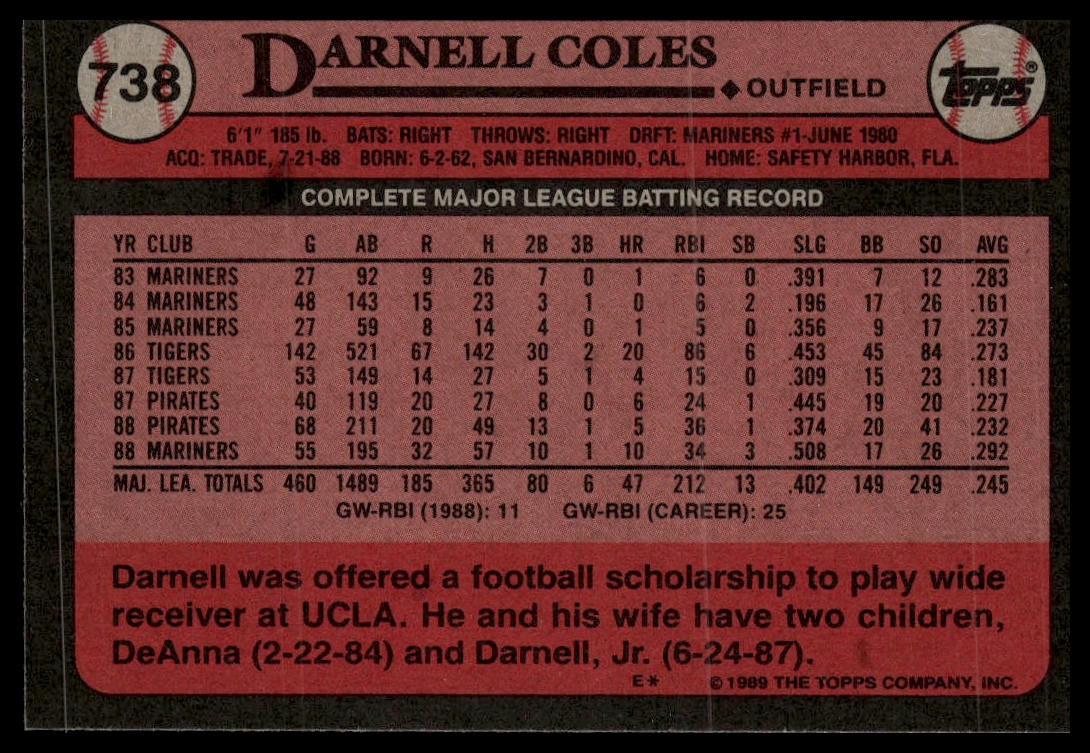 738
DARNELL COLES
◆ OUTFIELD
TOPPS®
6'1" 185 lb. BATS: RIGHT THROWS: RIGHT DRFT: MARINERS #1-JUNE 1980
ACQ: TRADE, 7-21-88 BORN: 6-2-62, SAN BERNARDINO, CAL. HOME: SAFETY HARBOR, FLA.
COMPLETE MAJOR LEAGUE BATTING RECORD
YR CLUB G AB R H 2B 3B HR RBI SB SLG BB SO AVG
83 MARINERS 27 92 9 26 7 0 1 6 0 .391 7 12 .283
84 MARINERS 48 143 15 23 3 1 0 6 2 .196 17 26 .161
85 MARINERS 27 59 8 14 4 0 1 5 0 .356 9 17 .237
86 TIGERS 142 521 67 142 30 2 20 86 6 .453 45 84 .273
87 TIGERS 53 149 14 27 5 1 4 15 0 .309 15 23 .181
87 PIRATES 40 119 20 27 8 0 6 24 1 .445 19 20 .227
88 PIRATES 68 211 20 49 13 1 5 36 1 .374 20 41 .232
88 MARINERS 55 195 32 57 10 1 10 34 3 .508 17 26 .292
MAJ. LEA. TOTALS 460 1489 185 365 80 6 47 212 13 .402 149 249 .245
GW-RBI (1988): 11 GW-RBI (CAREER): 25
Darnell was offered a football scholarship to play wide
receiver at UCLA. He and his wife have two children,
DeAnna (2-22-84) and Darnell, Jr. (6-24-87).
E* © 1989 THE TOPPS COMPANY, INC.